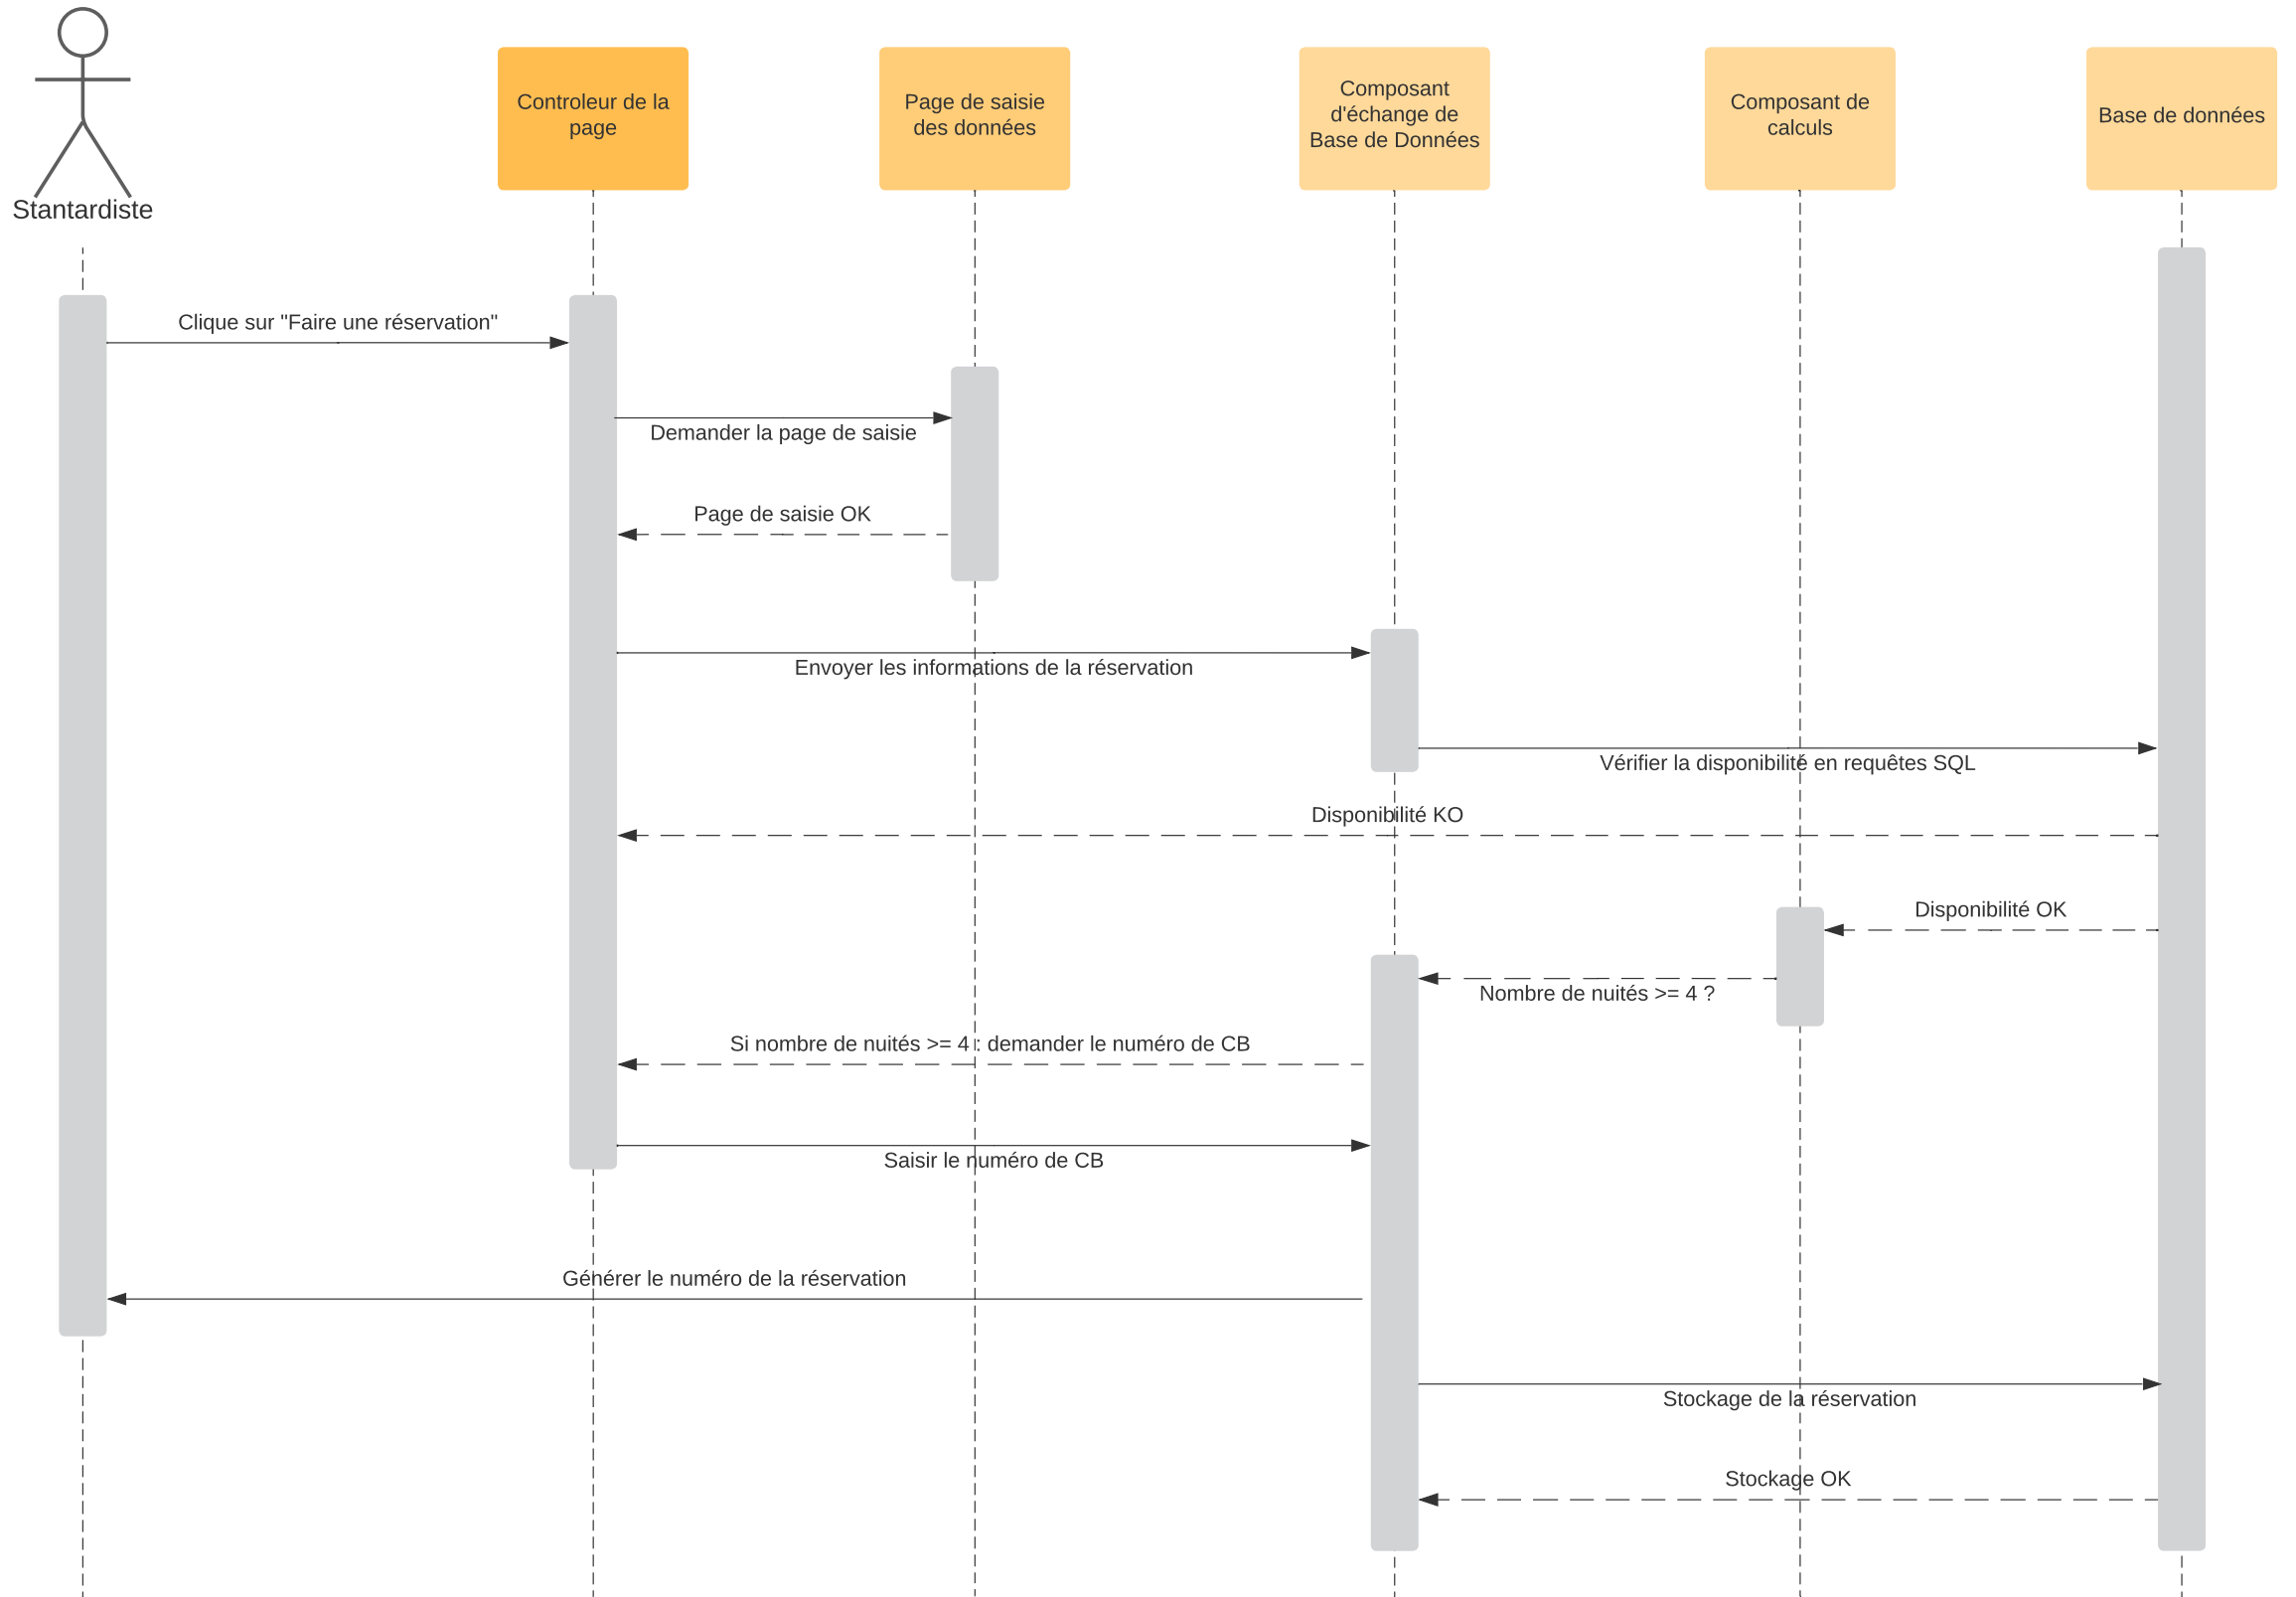 Stantardiste
Controleur de la
page
Page de saisie
des données
Composant
d'échange de
Base de Données
Composant de
calculs
Base de données
Clique sur "Faire une réservation"
Demander la page de saisie
Page de saisie OK
Envoyer les informations de la réservation
Vérifier la disponibilité en requêtes SQL
Disponibilité KO
Disponibilité OK
Nombre de nuités >= 4 ?
Si nombre de nuités >= 4 : demander le numéro de CB
Saisir le numéro de CB
Générer le numéro de la réservation
Stockage de la réservation
Stockage OK